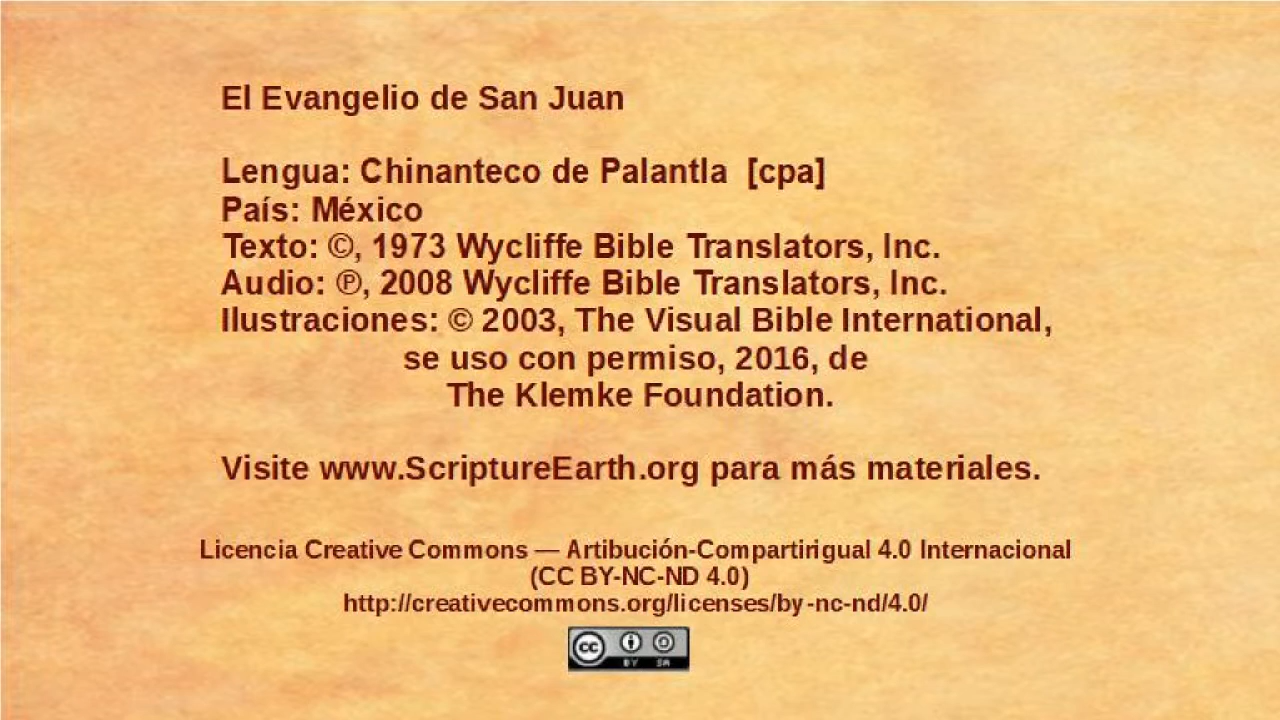 El Evangelio de San Juan
Lengua: Chinanteco de Palantla [cpa]
País: México
Texto: ©, 1973 Wycliffe Bible Translators, Inc.
Audio: ℗, 2008 Wycliffe Bible Translators, Inc.
Ilustraciones: © 2003, The Visual Bible International,
se uso con permiso, 2016, de
The Klemke Foundation.
Visite www.ScriptureEarth.org para más materiales.
Licencia Creative Commons — Artibución-Compartirigual 4.0 Internacional
(CC BY-NC-ND 4.0)
http://creativecommons.org/licenses/by-nc-nd/4.0/
cc BY SA